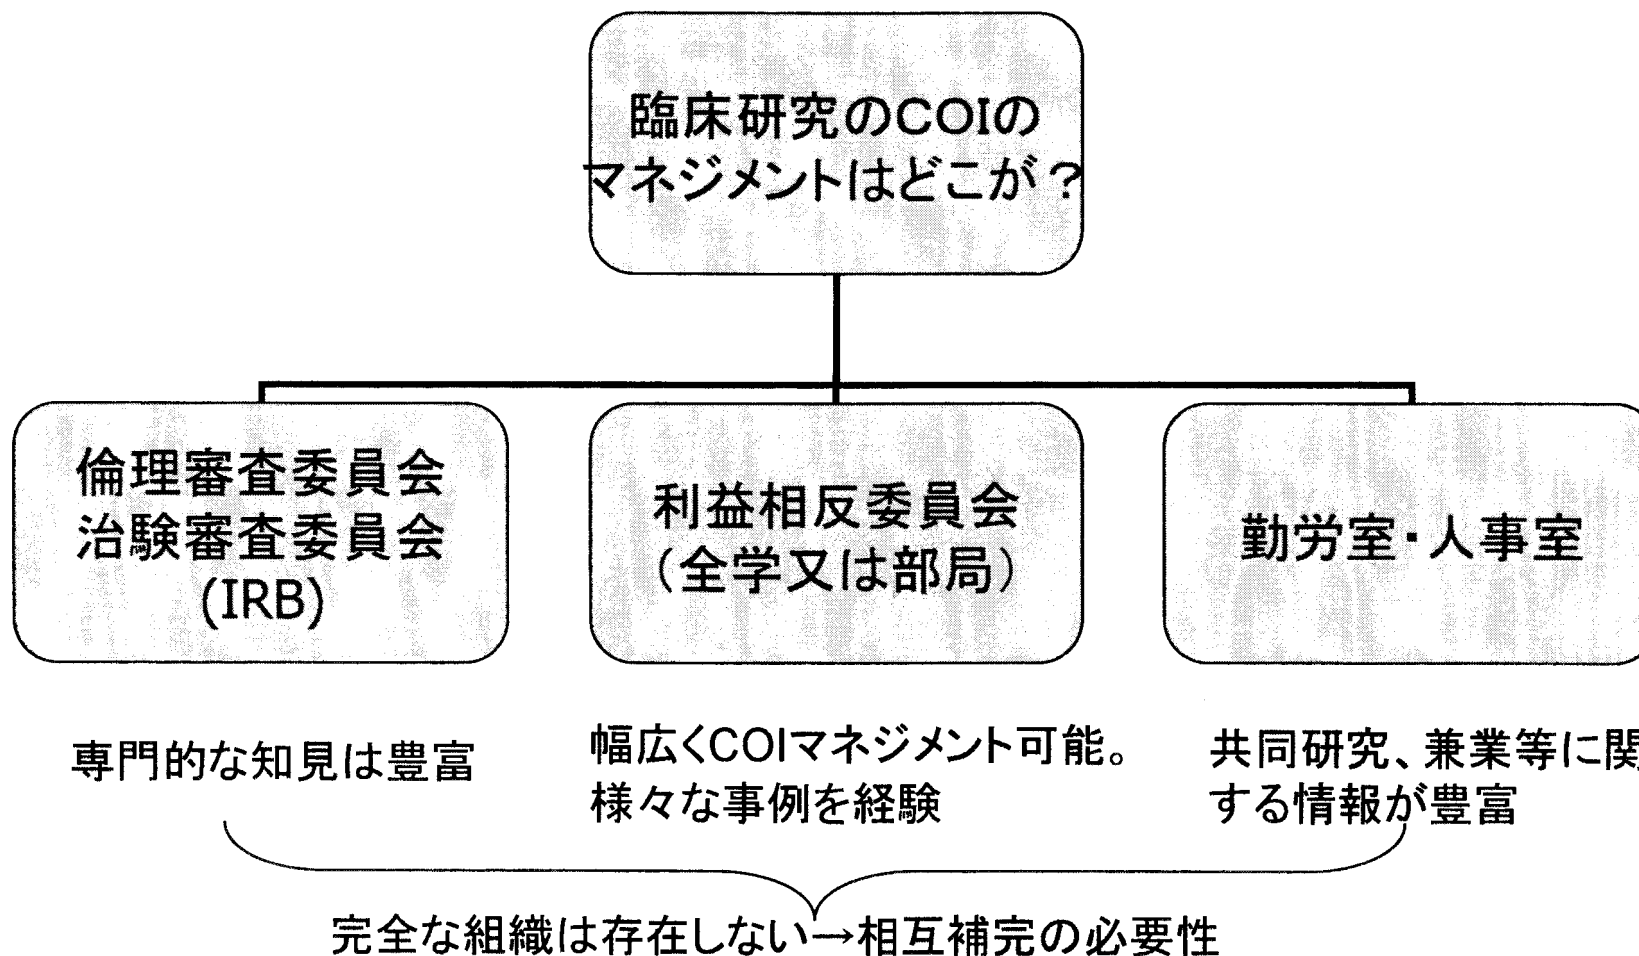 臨床研究のCOIの
マネジメントはどこが？
倫理審査委員会
治験審査委員会
(IRB)
利益相反委員会
（全学又は部局）
勤労室・人事室
専門的な知見は豊富
幅広くCOIマネジメント可能。
様々な事例を経験
共同研究、兼業等に関
する情報が豊富
完全な組織は存在しない→相互補完の必要性